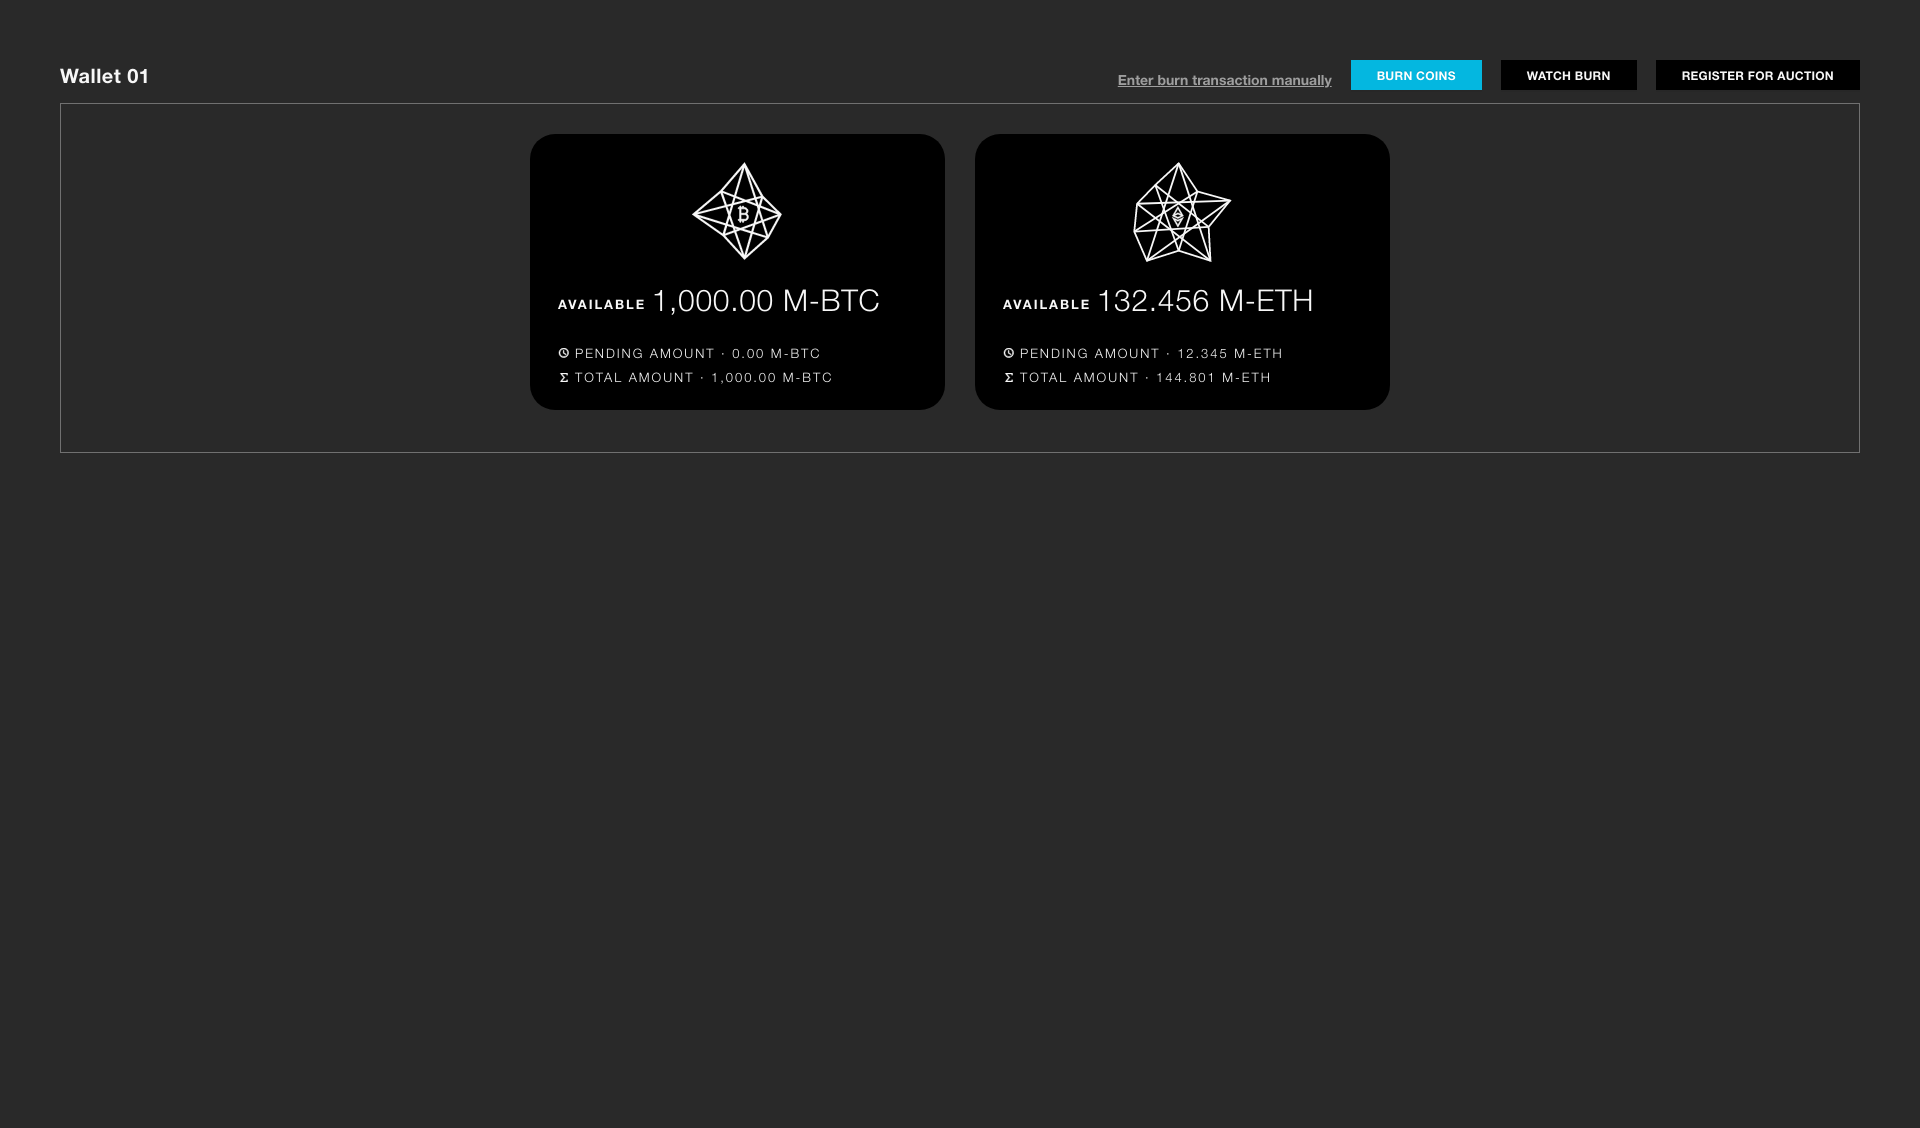 Wallet 01
Enter burn transaction manually
BURN COINS
WATCH BURN
REGISTER FOR AUCTION
AVAILABLE 1,000.00 M-BTC
PENDING AMOUNT · 0.00 M-BTC
Σ TOTAL AMOUNT · 1,000.00 M-BTC
AVAILABLE 132.456 M-ETH
PENDING AMOUNT · 12.345 M-ETH
Σ TOTAL AMOUNT · 144.801 M-ETH